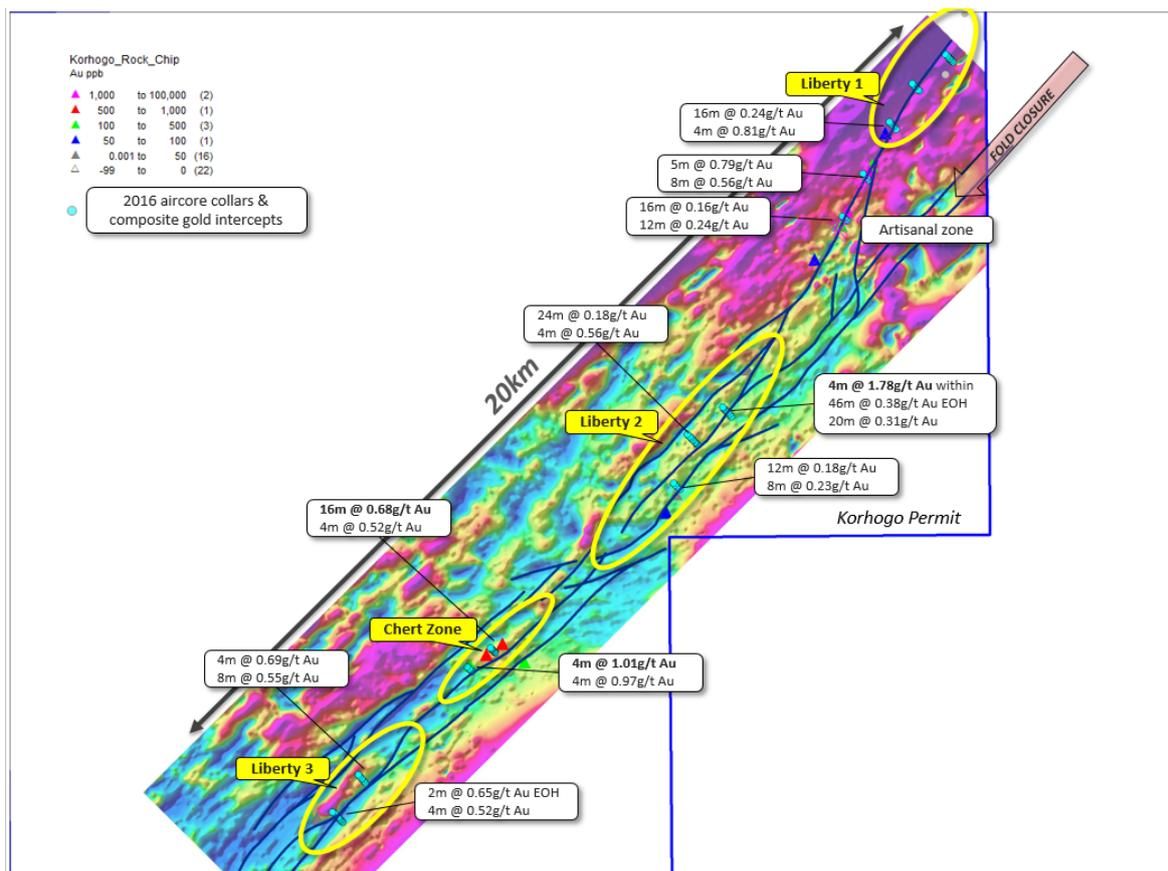 Korhogo_Rock_Chip
Au ppb
1,000 to 100,000 (2)
500 to 1,000 (1)
100 to 500 (3)
50 to 100 (1)
0.001 to 50 (16)
-99 to 0 (22)
2016 aircore collars &
composite gold intercepts
Liberty 1
16m @ 0.24g/t Au
4m @ 0.81g/t Au
FOLD CLOSURE
5m @ 0.79g/t Au
8m @ 0.56g/t Au
16m @ 0.16g/t Au
12m @ 0.24g/t Au
Artisanal zone
24m @ 0.18g/t Au
4m @ 0.56g/t Au
20km
4m @ 1.78g/t Au within
46m @ 0.38g/t Au EOH
20m @ 0.31g/t Au
Liberty 2
12m @ 0.18g/t Au
8m @ 0.23g/t Au
16m @ 0.68g/t Au
4m @ 0.52g/t Au
Korhogo Permit
Chert Zone
4m @ 0.69g/t Au
8m @ 0.55g/t Au
4m @ 1.01g/t Au
4m @ 0.97g/t Au
Liberty 3
2m @ 0.65g/t Au EOH
4m @ 0.52g/t Au